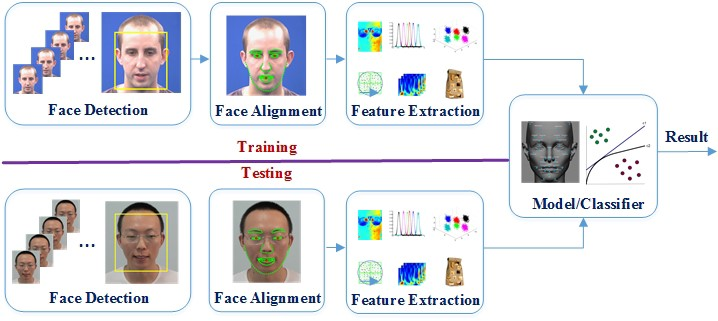 Face Detection
Face Alignment
Feature Extraction
Training
Testing
Result
Model/Classifier
Face Detection
Face Alignment
Feature Extraction